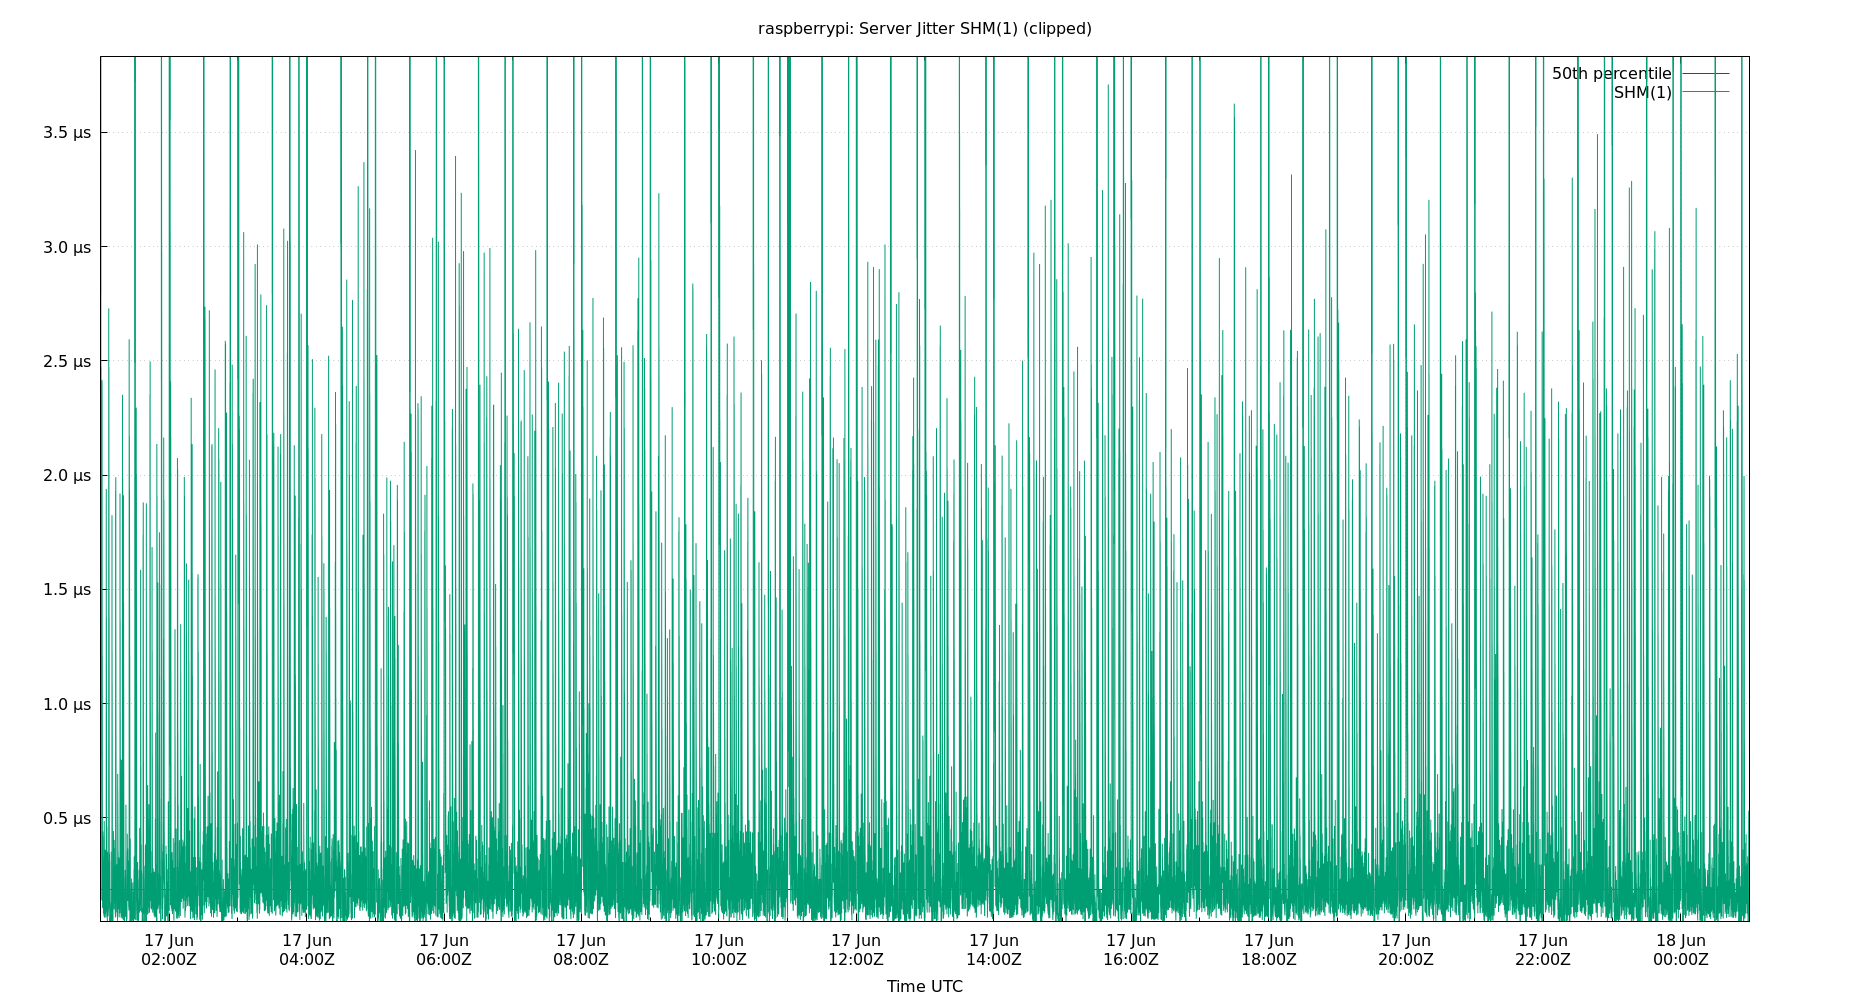 raspberrypi: Server Jitter SHM(1) (clipped)
50th percentile
SHM(1)
3.5 µs
3.0 µs
2.5 µs
2.0 µs
1.5 µs
1.0 µs
0.5 µs
17 Jun 17 Jun 17 Jun 17 Jun 17 Jun 17 Jun 17 Jun 17 Jun 17 Jun 17 Jun 17 Jun 18 Jun
02:00Z 04:00Z 06:00Z 08:00Z 10:00Z 12:00Z 14:00Z 16:00Z 18:00Z 20:00Z 22:00Z 00:00Z
Time UTC